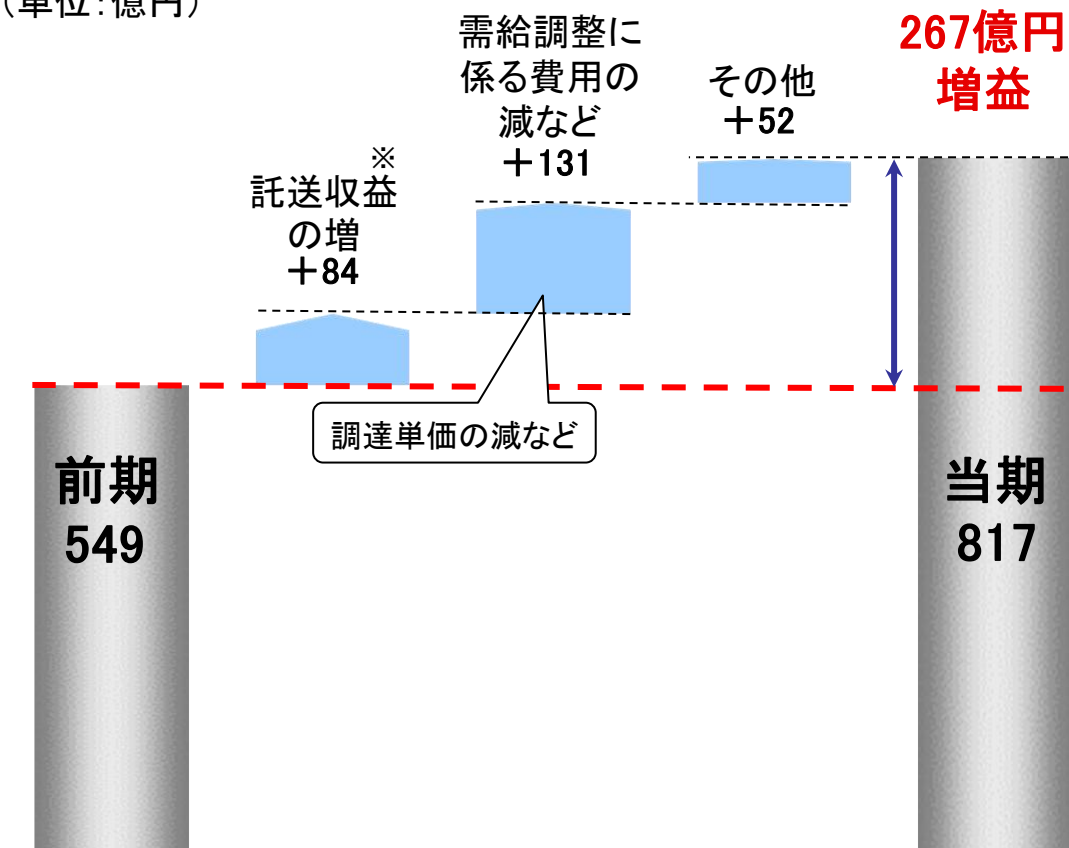 （単位：億円）
267億円
増益
需給調整に
係る費用の
減など
＋131
その他
＋52
※
託送収益
の増
＋84
調達単価の減など
前期
549
当期
817